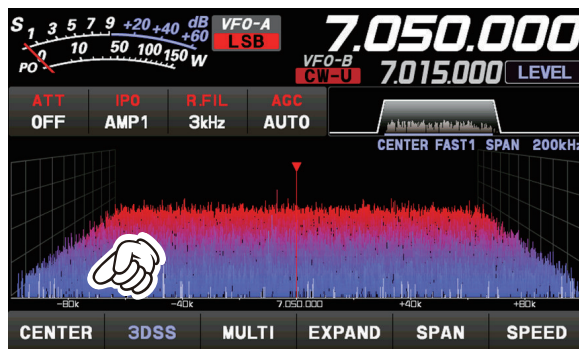 S 1 3 5 7 9 +20 +40 +60 dB
PO 0 10 50 100 150 W
VFO-A
LSB
7.050.000
VFO-B
CW-U
7.015.000
LEVEL
ATT IPO R.FIL AGC
OFF AMP1 3kHz AUTO
CENTER FAST1 SPAN 200kHz
-80k -40k 7.050.000 +40k +80k
CENTER 3DSS MULTI EXPAND SPAN SPEED